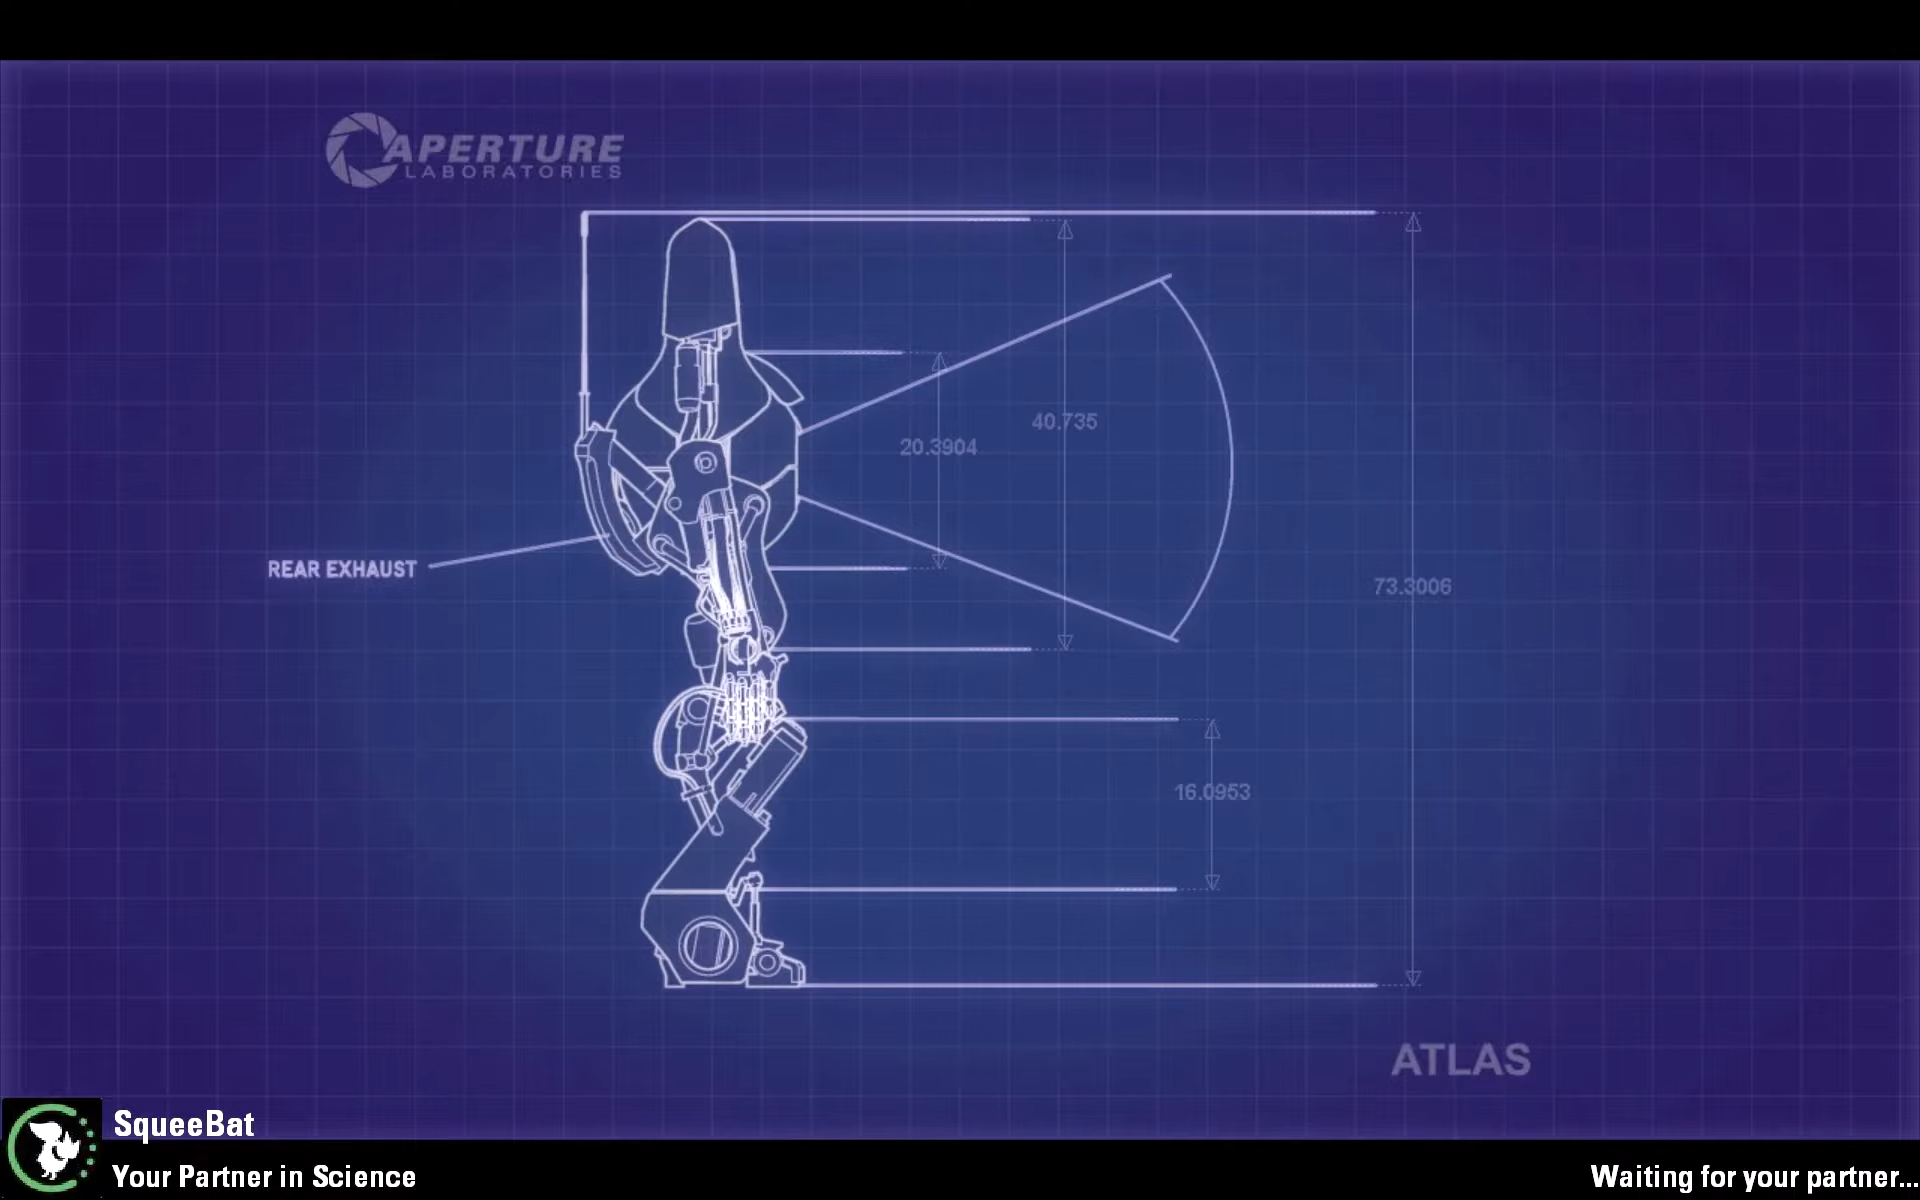 APERTURE
LABORATORIES
40.735
20.3904
REAR EXHAUST
73.3006
16.0953
ATLAS
SqueeBat
Your Partner in Science
Waiting for your partner...